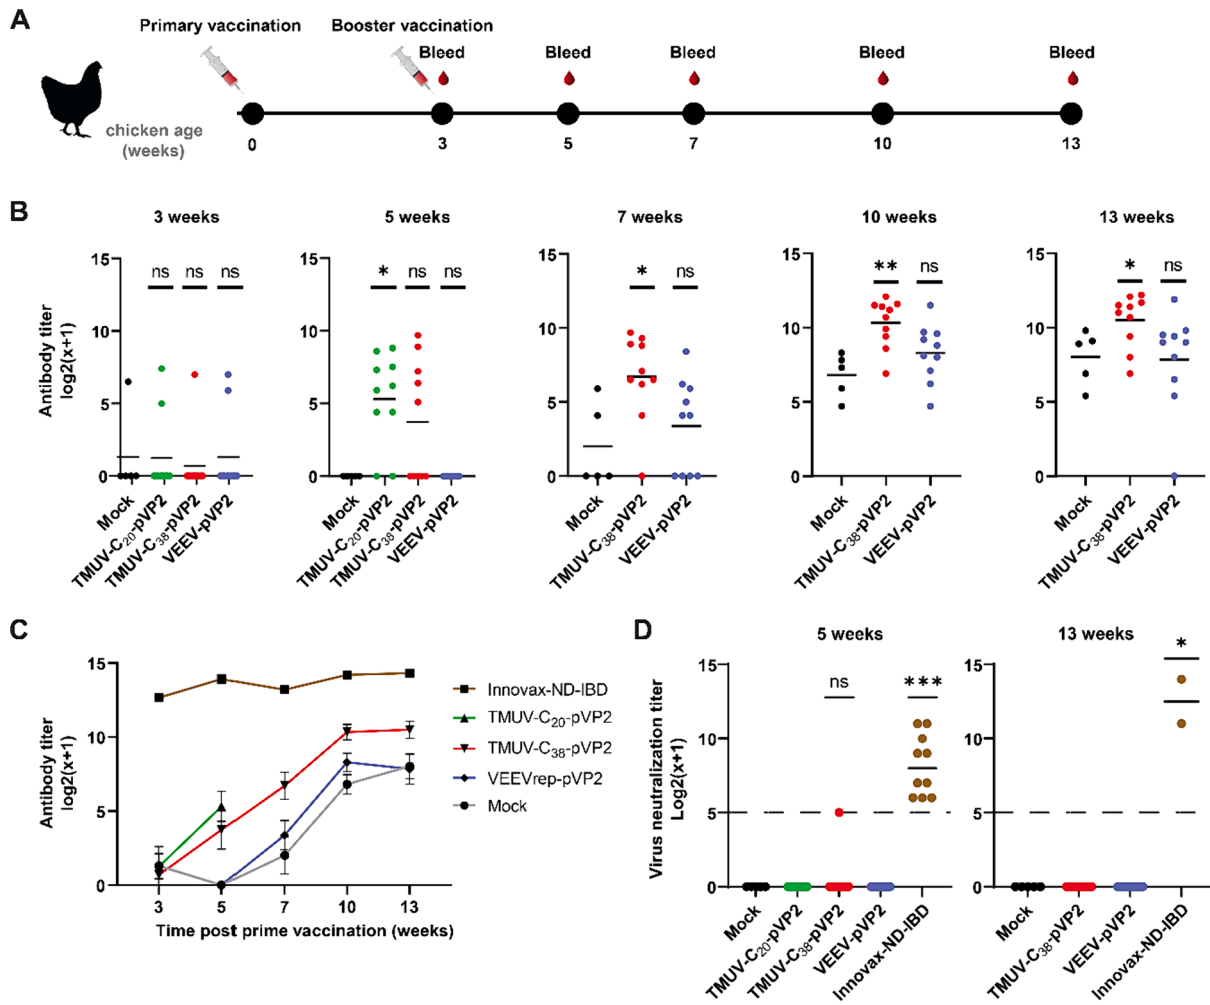 A
Primary vaccination
Booster vaccination
Bleed
Bleed
Bleed
Bleed
Bleed
chicken age
(weeks)
0
3
5
7
10
13
B
3 weeks
5 weeks
7 weeks
10 weeks
13 weeks
Antibody titer
log2(x+1)
15
10
5
0
ns
ns
ns
Mock
TMUV-C20-pVP2
TMUV-C38-pVP2
VEEV-pVP2
15
10
5
0
*
ns
ns
Mock
TMUV-C20-pVP2
TMUV-C38-pVP2
VEEV-pVP2
15
10
5
0
*
ns
Mock
TMUV-C38-pVP2
VEEV-pVP2
15
10
5
0
**
ns
Mock
TMUV-C38-pVP2
VEEV-pVP2
15
10
5
0
*
ns
Mock
TMUV-C38-pVP2
VEEV-pVP2
C
Antibody titer
log2(x+1)
15
10
5
0
3
5
7
10
13
Time post prime vaccination (weeks)
Innovax-ND-IBD
TMUV-C20-pVP2
TMUV-C38-pVP2
VEEVrep-pVP2
Mock
D
5 weeks
13 weeks
Virus neutralization titer
Log2(x+1)
15
10
5
0
ns
***
Mock
TMUV-C20-pVP2
TMUV-C38-pVP2
VEEV-pVP2
Innovax-ND-IBD
15
10
5
0
*
Mock
TMUV-C38-pVP2
VEEV-pVP2
Innovax-ND-IBD